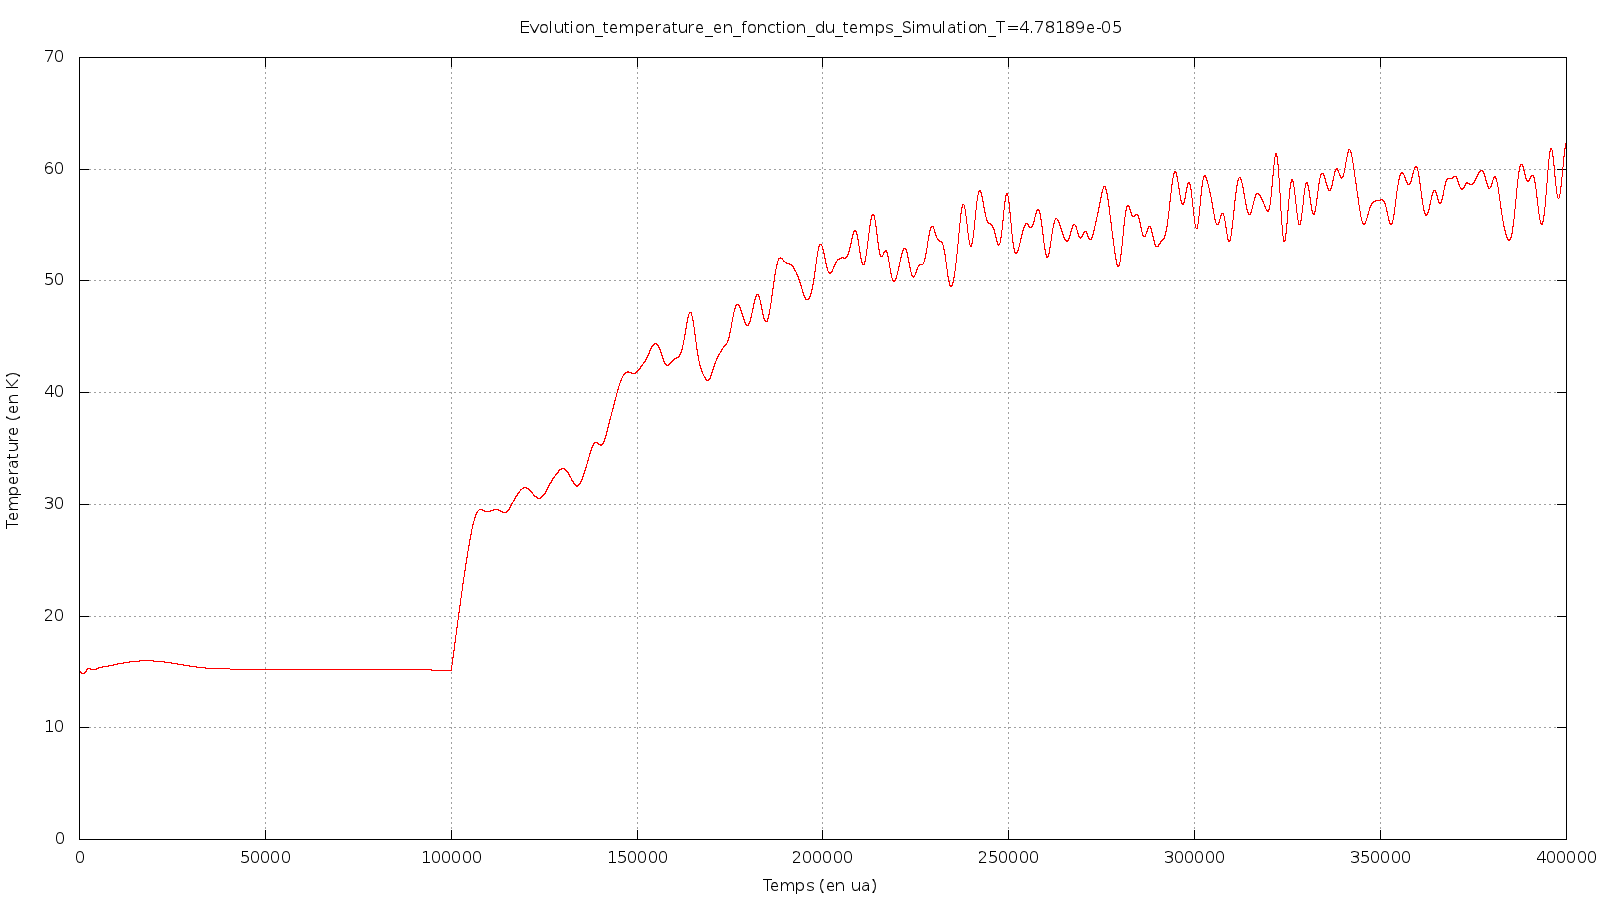 Evolution_temperature_en_fonction_du_temps_Simulation_T=4.78189e-05
70
60
50
40
30
20
10
0
Temperature (en K)
0 50000 100000 150000 200000 250000 300000 350000 400000
Temps (en ua)